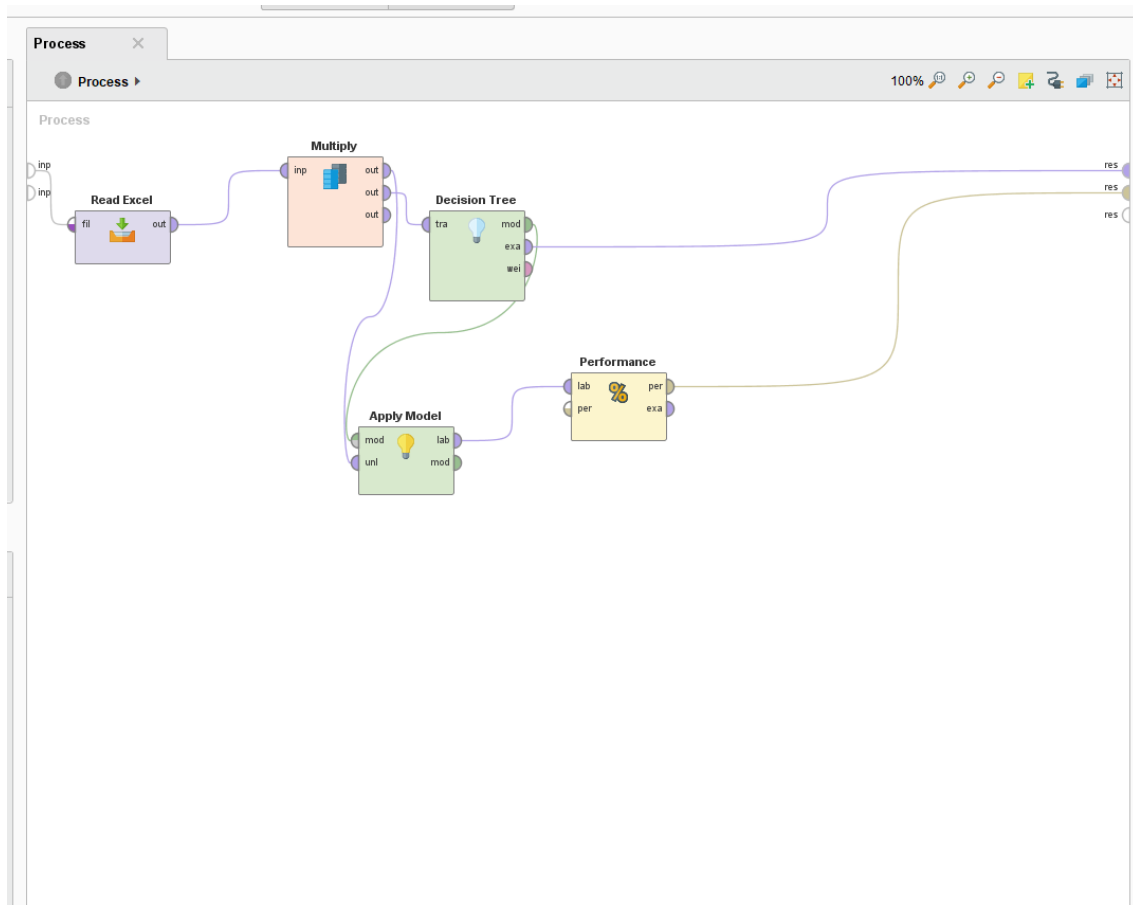 Process
Process
100%
Process
inp
inp
Read Excel
fil out
Multiply
inp out
out
out
Decision Tree
tra mod
exa
wei
Apply Model
mod lab
unl mod
Performance
lab per
per exa
%
res
res
res